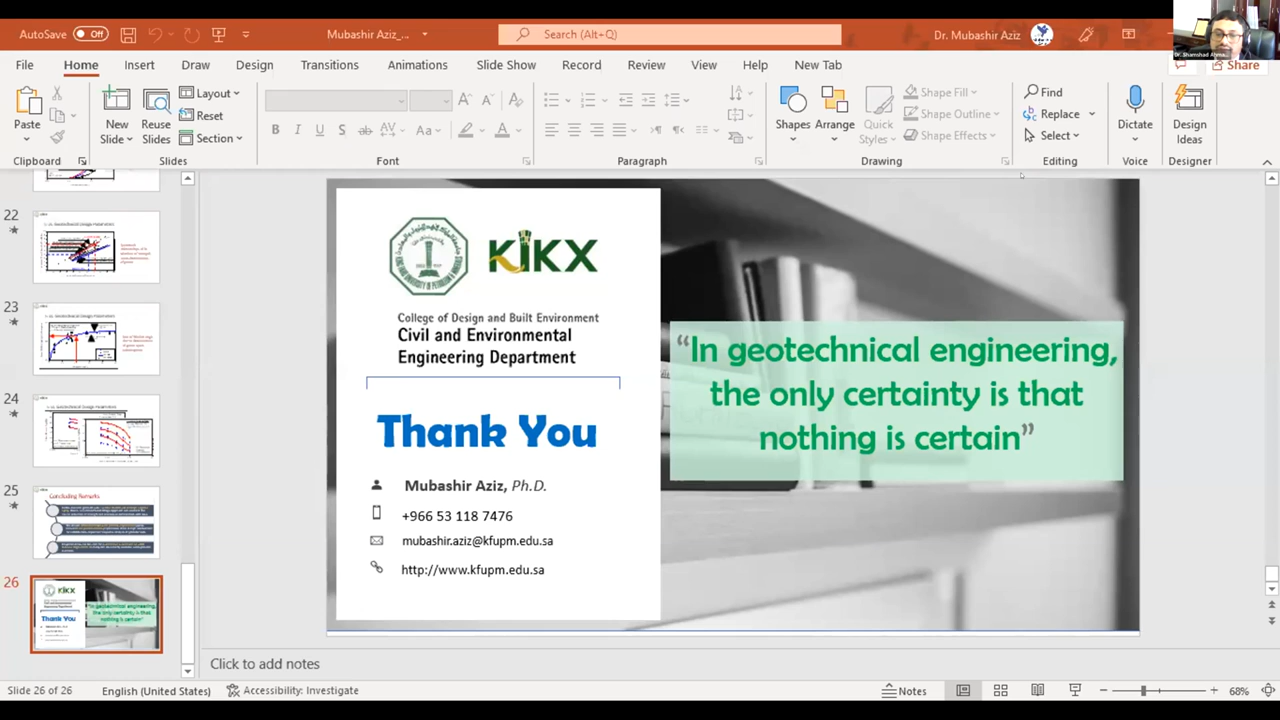 AutoSave
Off
Mubashir Aziz_...
Search (Alt+Q)
Dr. Mubashir Aziz
File
Home
Insert
Draw
Design
Transitions
Animations
Slide Show
Record
Review
View
Help
New Tab
Share
Paste
New
Slides
Reuse
Slides
Layout
Reset
Section
Shapes
Arrange
Quick
Styles
Shape Fill
Shape Outline
Shape Effects
Find
Replace
Select
Dictate
Design
Ideas
Clipboard
Slides
Font
Paragraph
Drawing
Editing
Voice
Designer
22
23
24
25
Concluding Remarks
26
KIKX
College of Design and Built Environment
Civil and Environmental
Engineering Department
Thank You
Mubashir Aziz, Ph.D.
+966 53 118 7476
mubashir.aziz@kfupm.edu.sa
http://www.kfupm.edu.sa
“In geotechnical engineering,
the only certainty is that
nothing is certain”
Click to add notes
Slide 26 of 26
English (United States)
Accessibility: Investigate
Notes
68%